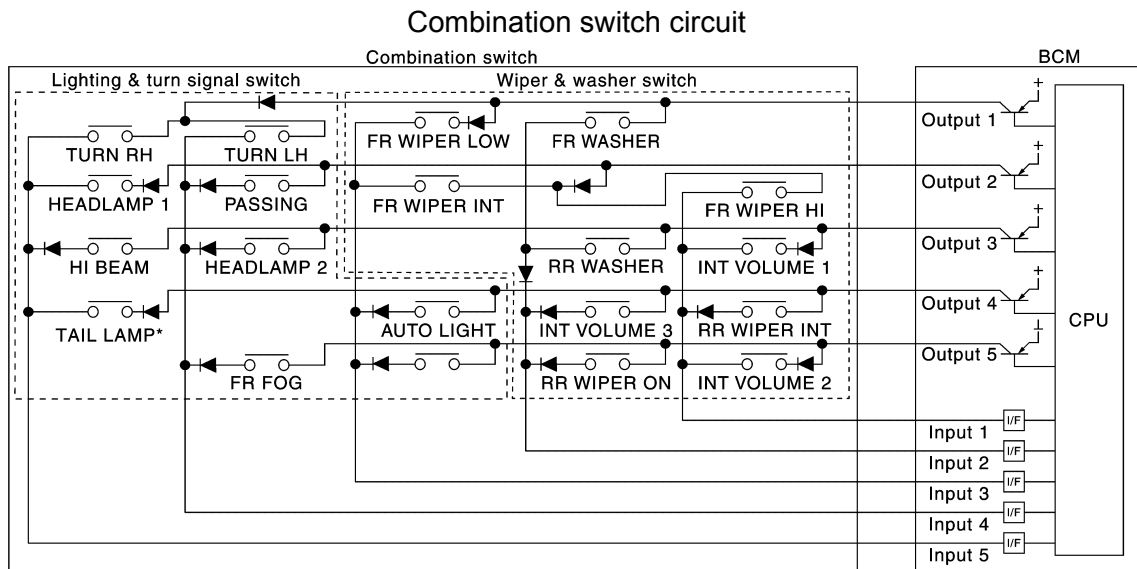 Combination switch circuit
Combination switch
BCM
Lighting & turn signal switch
Wiper & washer switch
Output 1
TURN RH
TURN LH
FR WIPER LOW
FR WASHER
Output 2
HEADLAMP 1
PASSING
FR WIPER INT
FR WIPER HI
Output 3
HI BEAM
HEADLAMP 2
RR WASHER
INT VOLUME 1
Output 4
TAIL LAMP*
AUTO LIGHT
INT VOLUME 3
RR WIPER INT
CPU
Output 5
FR FOG
RR WIPER ON
INT VOLUME 2
Input 1
I/F
Input 2
I/F
Input 3
I/F
Input 4
I/F
Input 5
I/F